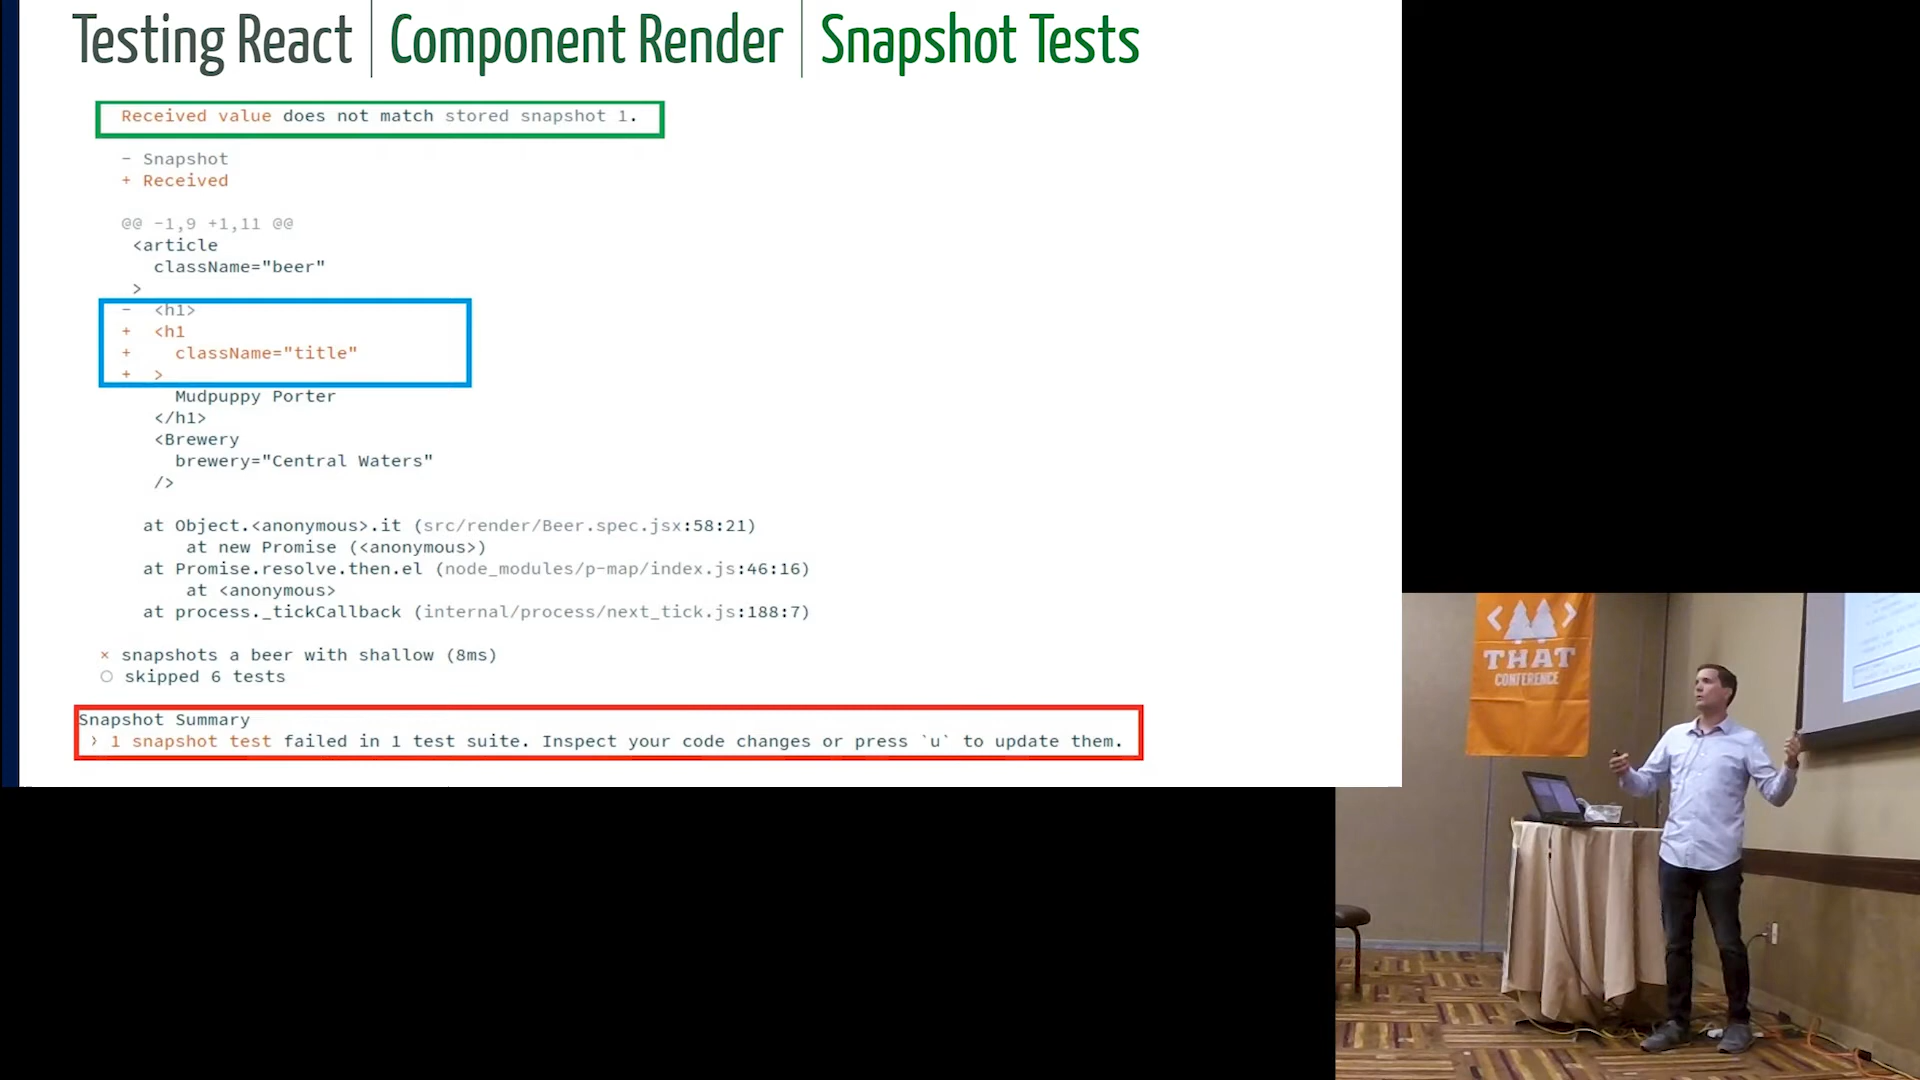 Testing React | Component Render | Snapshot Tests
Received value does not match stored snapshot 1.
- Snapshot
+ Received
@@ -1,9 +1,11 @@
<article
className="beer"
>
- <h1>
+ <h1
+ className="title"
+ >
Mudpuppy Porter
</h1>
<Brewery
brewery="Central Waters"
/>
at Object.<anonymous>.it (src/render/Beer.spec.jsx:58:21)
at new Promise (<anonymous>)
at Promise.resolve.then.el (node_modules/p-map/index.js:46:16)
at <anonymous>
at process._tickCallback (internal/process/next_tick.js:188:7)
× snapshots a beer with shallow (8ms)
○ skipped 6 tests
Snapshot Summary
› 1 snapshot test failed in 1 test suite. Inspect your code changes or press `u` to update them.
< >
THAT
CONFERENCE